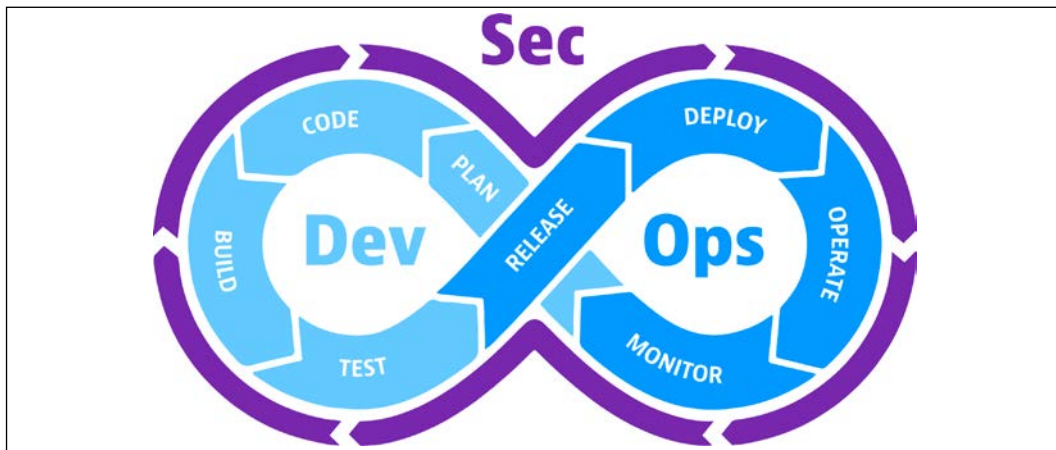 Sec
CODE
DEPLOY
PLAN
Dev
RELEASE
Ops
BUILD
OPERATE
TEST
MONITOR